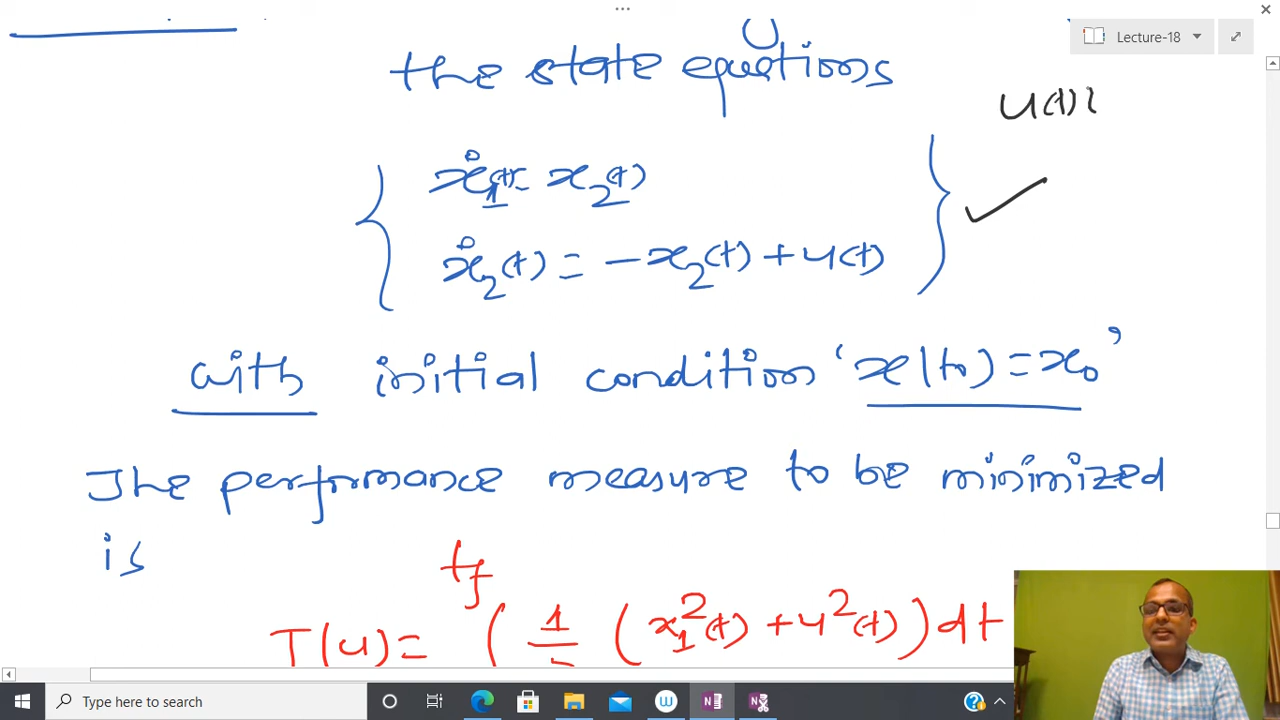 Lecture-18
the state equations
u(t)
ẋ₁(t) = x₂(t)
ẋ₂(t) = -x₂(t) + u(t)
with initial condition ‘x(t₀) = x₀’
The performance measure to be minimized
is
t_f
J(u) = ∫ 1/2 (x₁²(t) + u²(t)) dt
Type here to search